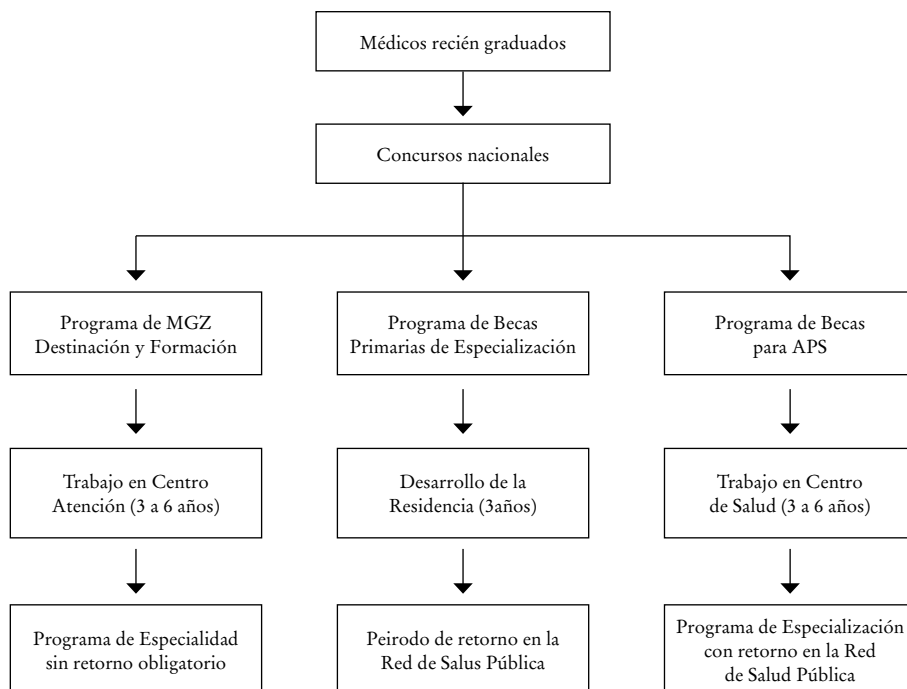 Médicos recién graduados
Concursos nacionales
Programa de MGZ
Destinación y Formación
Programa de Becas
Primarias de Especialización
Programa de Becas
para APS
Trabajo en Centro
Atención (3 a 6 años)
Desarrollo de la
Residencia (3años)
Trabajo en Centro
de Salud (3 a 6 años)
Programa de Especialidad
sin retorno obligatorio
Peirodo de retorno en la
Red de Salus Pública
Programa de Especialización
con retorno en la Red
de Salud Pública